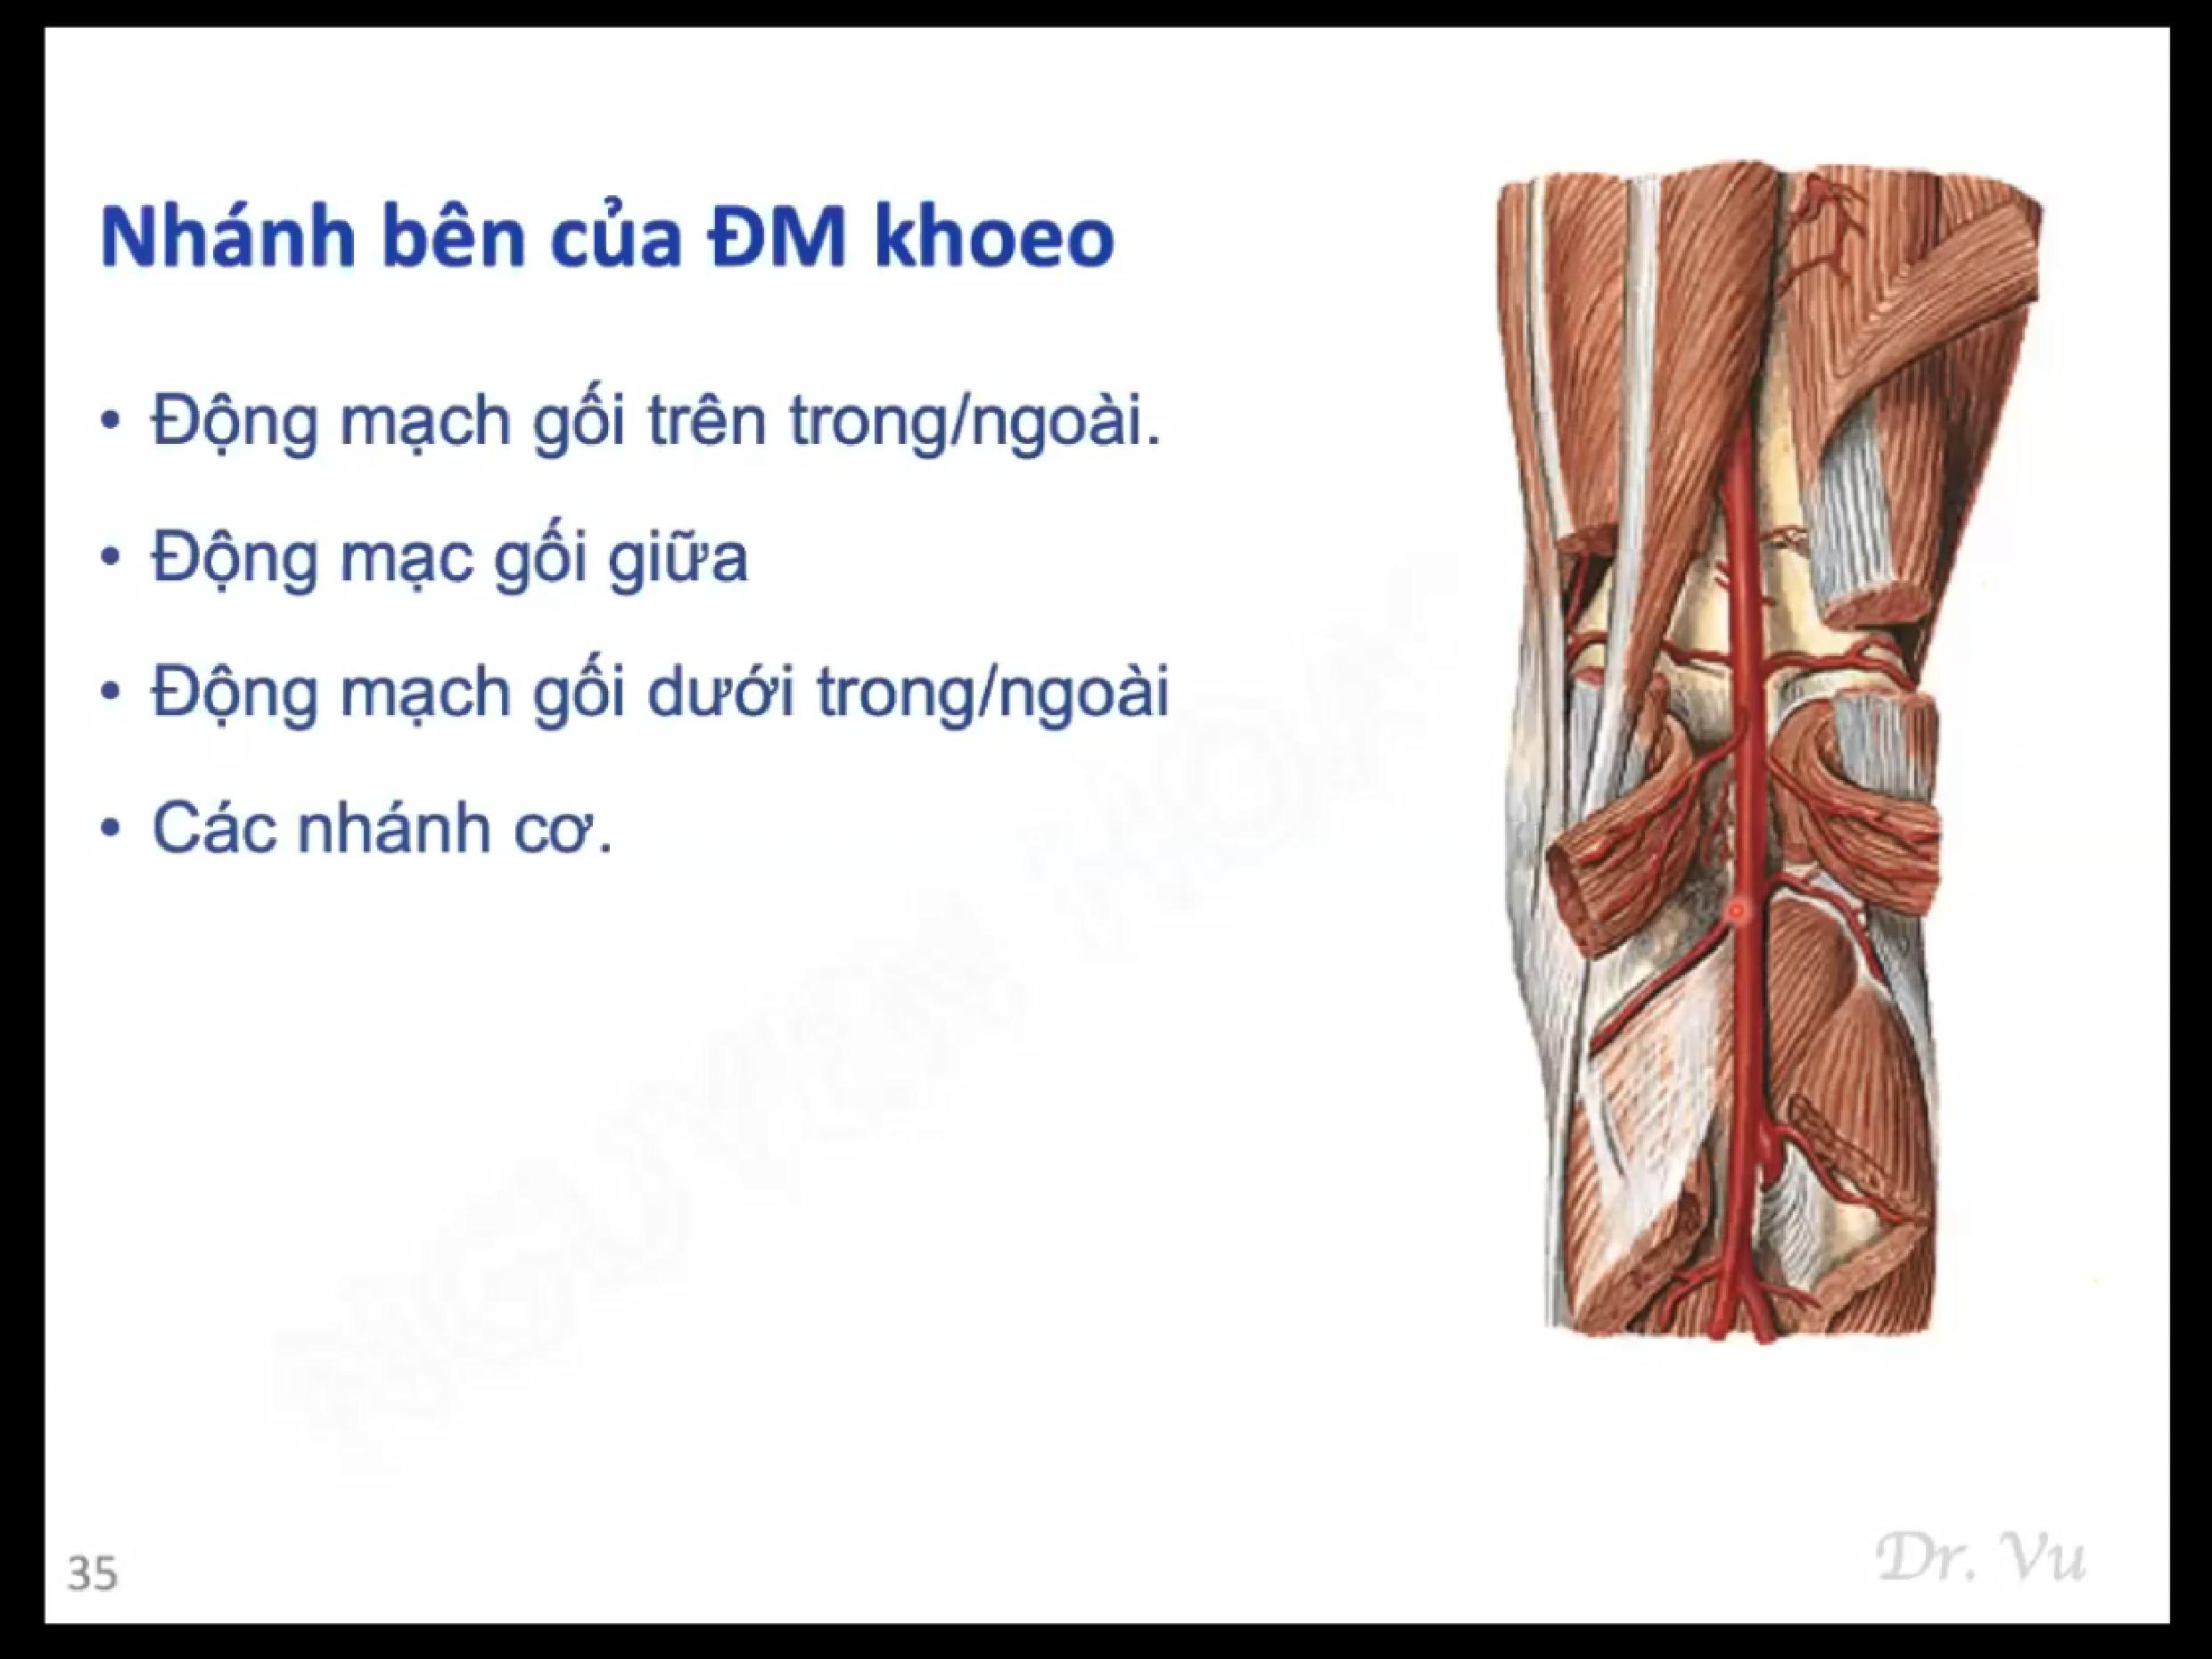 Nhánh bên của ĐM khoeo
• Động mạch gối trên trong/ngoài.
• Động mạc gối giữa
• Động mạch gối dưới trong/ngoài
• Các nhánh cơ.
35
Dr. Vu